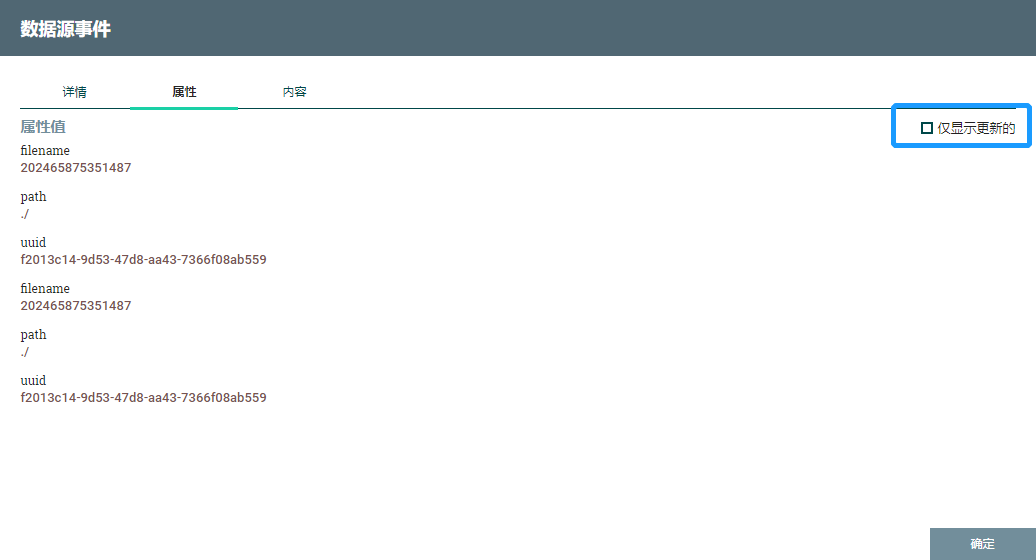 数据源事件
详情 属性 内容
属性值
仅显示更新的
filename
202465875351487
path
./
uuid
f2013c14-9d53-47d8-aa43-7366f08ab559
filename
202465875351487
path
./
uuid
f2013c14-9d53-47d8-aa43-7366f08ab559
确定